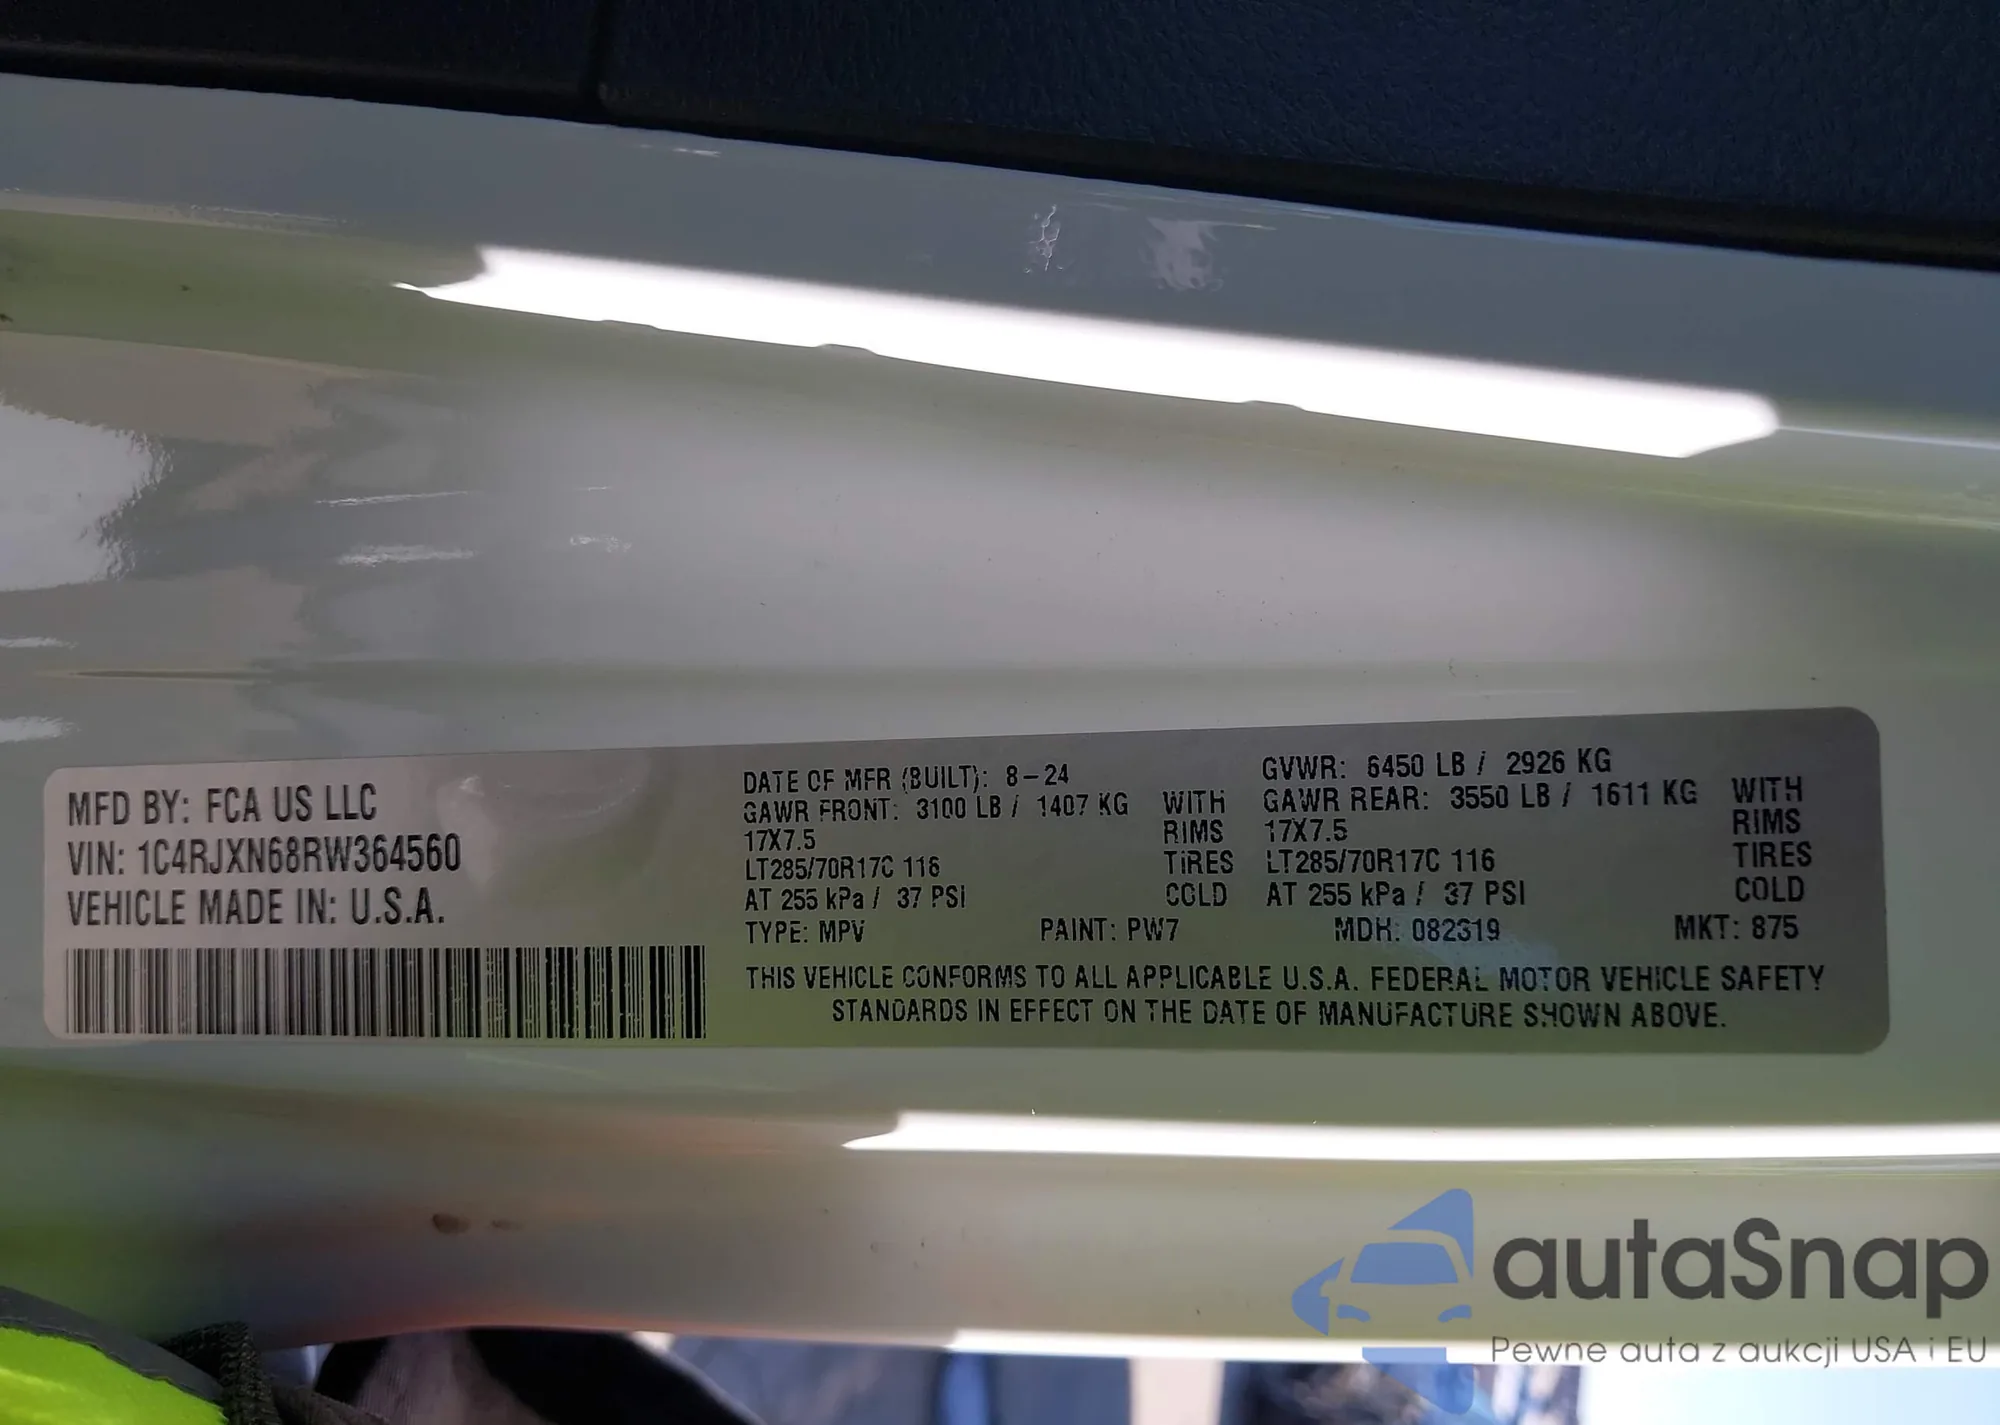 MFD BY: FCA US LLC
VIN: 1C4RJXN68RW364560
VEHICLE MADE IN: U.S.A.
DATE OF MFR (BUILT): 8-24
GAWR FRONT: 3100 LB / 1407 KG WITH
17X7.5 RIMS
LT285/70R17C 116 TIRES
AT 255 kPa / 37 PSI COLD
GVWR: 6450 LB / 2926 KG
GAWR REAR: 3550 LB / 1611 KG WITH
17X7.5 RIMS
LT285/70R17C 116 TIRES
AT 255 kPa / 37 PSI COLD
TYPE: MPV PAINT: PW7 MDH: 082319 MKT: 875
THIS VEHICLE CONFORMS TO ALL APPLICABLE U.S.A. FEDERAL MOTOR VEHICLE SAFETY
STANDARDS IN EFFECT ON THE DATE OF MANUFACTURE SHOWN ABOVE.
autaSnap
Pewne auta z aukcji USA i EU